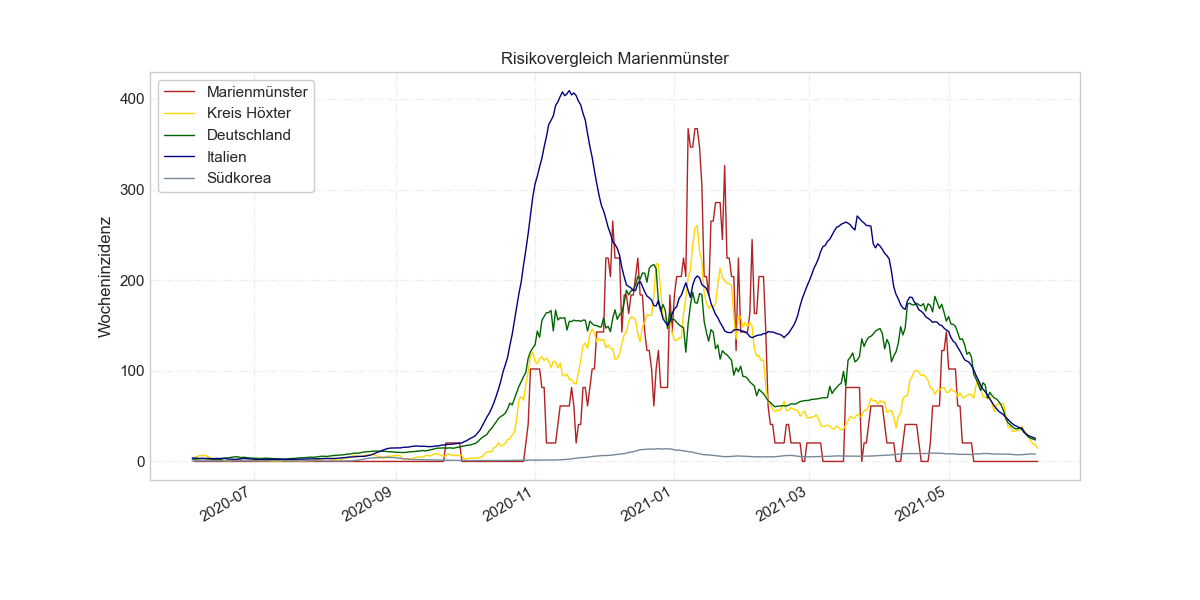 Risikovergleich Marienmünster
Marienmünster
Kreis Höxter
Deutschland
Italien
Südkorea
Wocheninzidenz
400
300
200
100
0
2020-07
2020-09
2020-11
2021-01
2021-03
2021-05